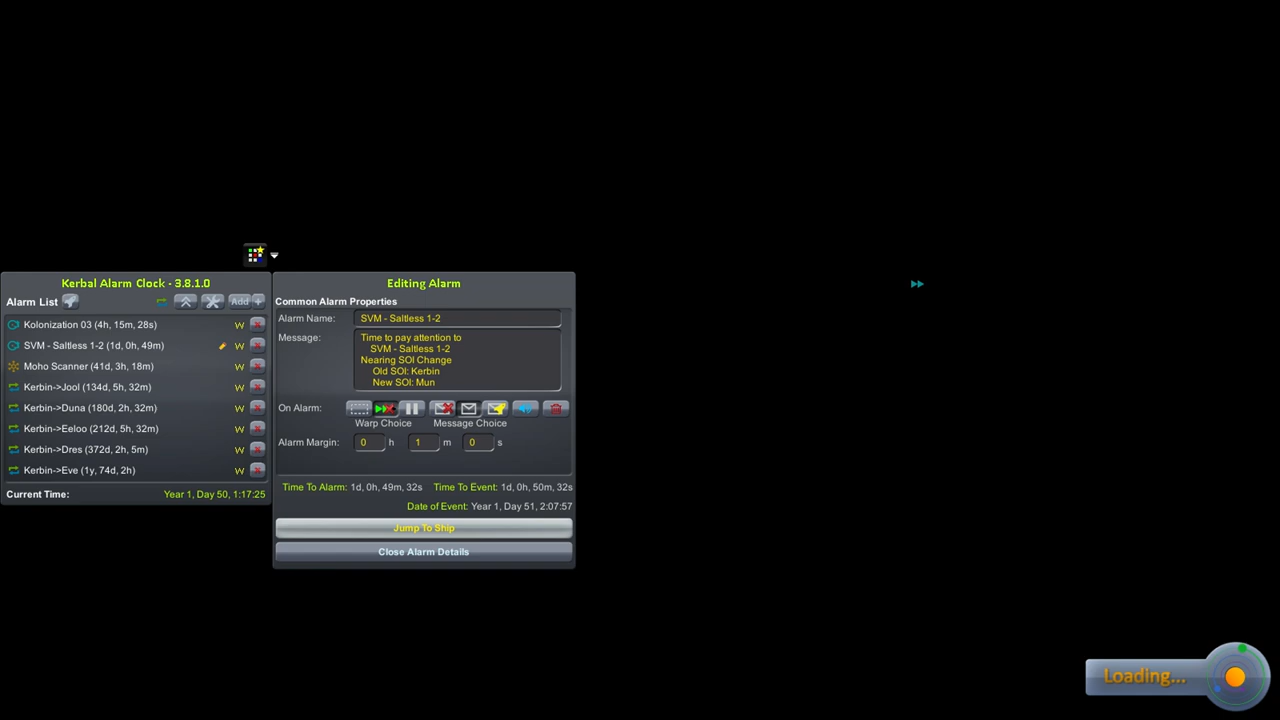 Kerbal Alarm Clock - 3.8.1.0
Alarm List
Add +
Kolonization 03 (4h, 15m, 28s) W
SVM - Saltless 1-2 (1d, 0h, 49m) W
Moho Scanner (41d, 3h, 18m) W
Kerbin->Jool (134d, 5h, 32m) W
Kerbin->Duna (180d, 2h, 32m) W
Kerbin->Eeloo (212d, 5h, 32m) W
Kerbin->Dres (372d, 2h, 5m) W
Kerbin->Eve (1y, 74d, 2h) W
Current Time: Year 1, Day 50, 1:17:25
Editing Alarm
Common Alarm Properties
Alarm Name: SVM - Saltless 1-2
Message: Time to pay attention to
SVM - Saltless 1-2
Nearing SOI Change
Old SOI: Kerbin
New SOI: Mun
On Alarm:
Warp Choice Message Choice
Alarm Margin: 0 h 1 m 0 s
Time To Alarm: 1d, 0h, 49m, 32s Time To Event: 1d, 0h, 50m, 32s
Date of Event: Year 1, Day 51, 2:07:57
Jump To Ship
Close Alarm Details
Loading...